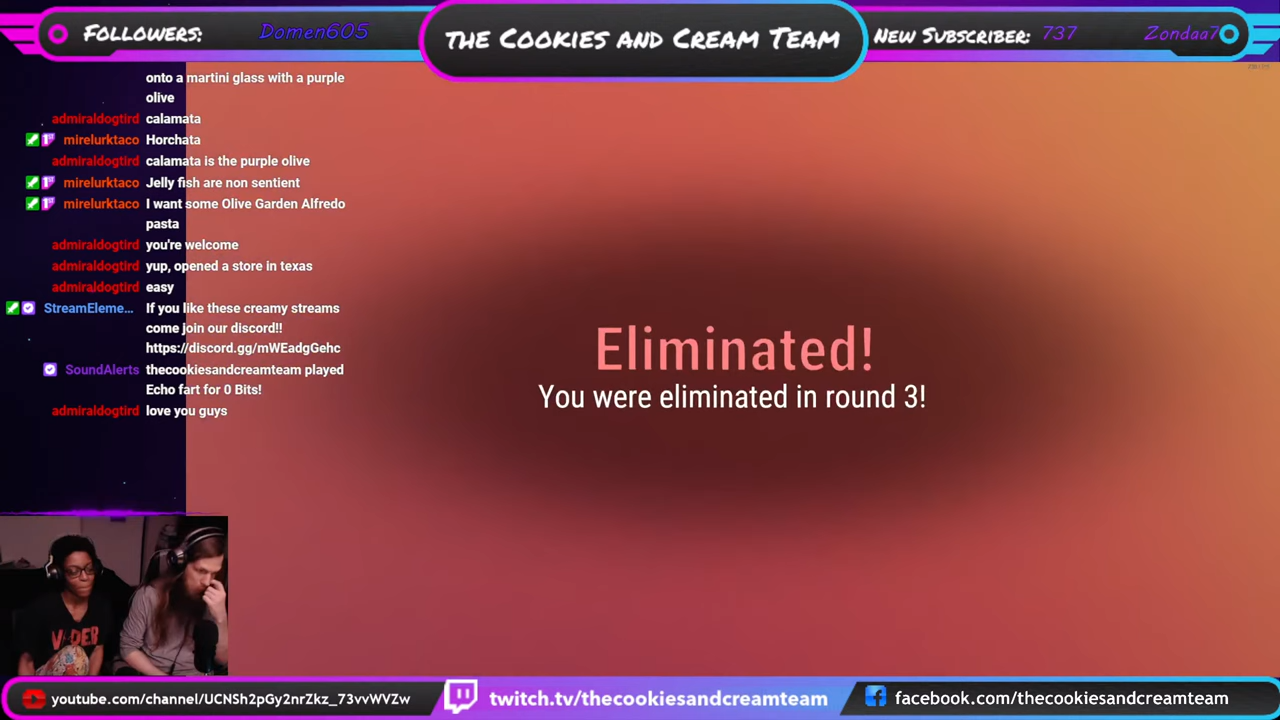 Followers:
Domen605
the Cookies and Cream Team
New Subscriber:
737
Zondaa7
onto a martini glass with a purple
olive
admiraldogtird calamata
mirelurktaco Horchata
admiraldogtird calamata is the purple olive
mirelurktaco Jelly fish are non sentient
mirelurktaco I want some Olive Garden Alfredo
pasta
admiraldogtird you're welcome
admiraldogtird yup, opened a store in texas
admiraldogtird easy
StreamEleme... If you like these creamy streams
come join our discord!!
https://discord.gg/mWEadgGehc
SoundAlerts thecookiesandcreamteam played
Echo fart for 0 Bits!
admiraldogtird love you guys
Eliminated!
You were eliminated in round 3!
youtube.com/channel/UCNSh2pGy2nrZkz_73vvWVZw
twitch.tv/thecookiesandcreamteam
facebook.com/thecookiesandcreamteam